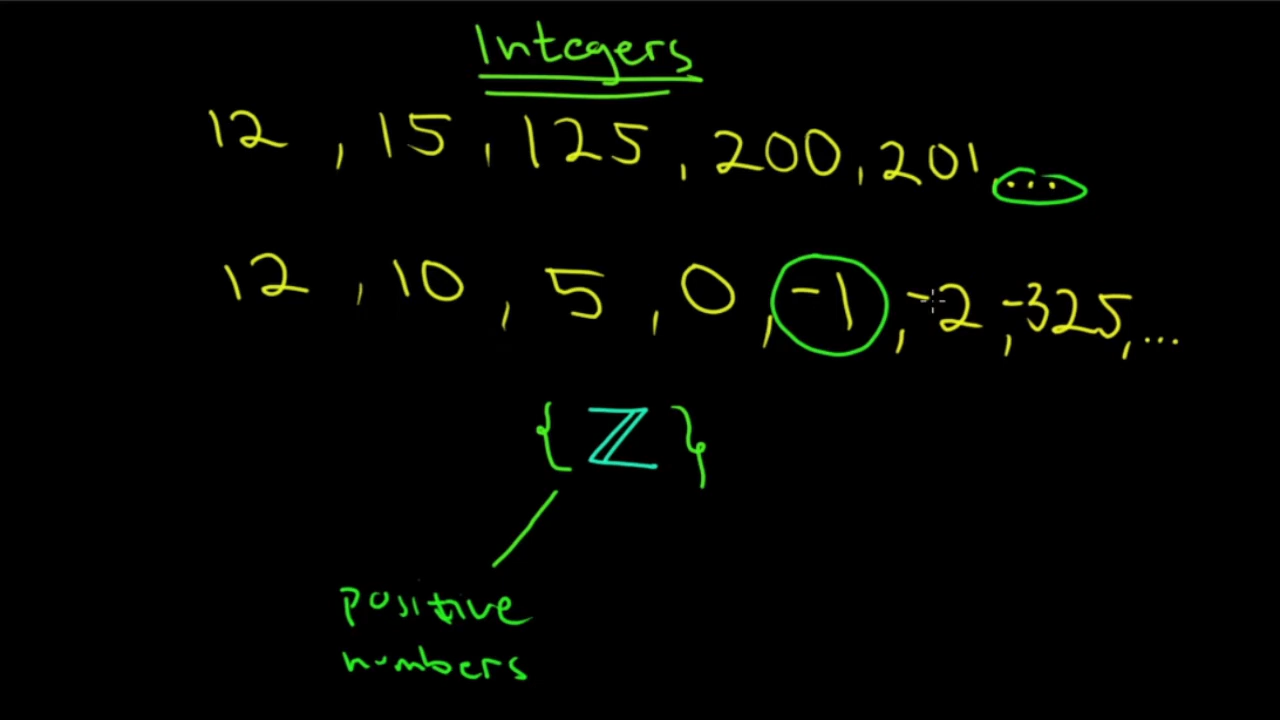 Integers
12 , 15 , 125 , 200 , 201 ...
12 , 10 , 5 , 0 , -1 , -2 , -325 , ...
{ ℤ }
positive
numbers